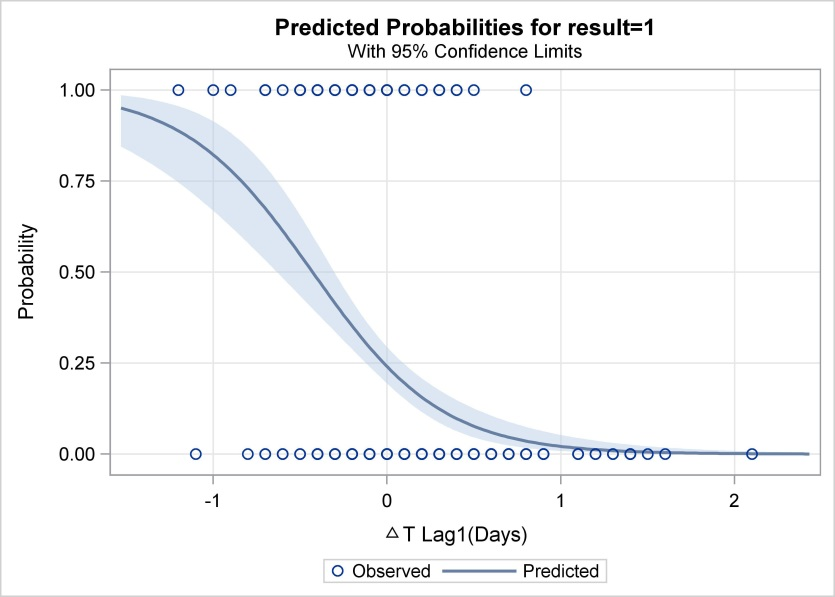 Predicted Probabilities for result=1
With 95% Confidence Limits
1.00
0.75
0.50
0.25
0.00
Probability
-1 0 1 2
△ T Lag1(Days)
Observed Predicted